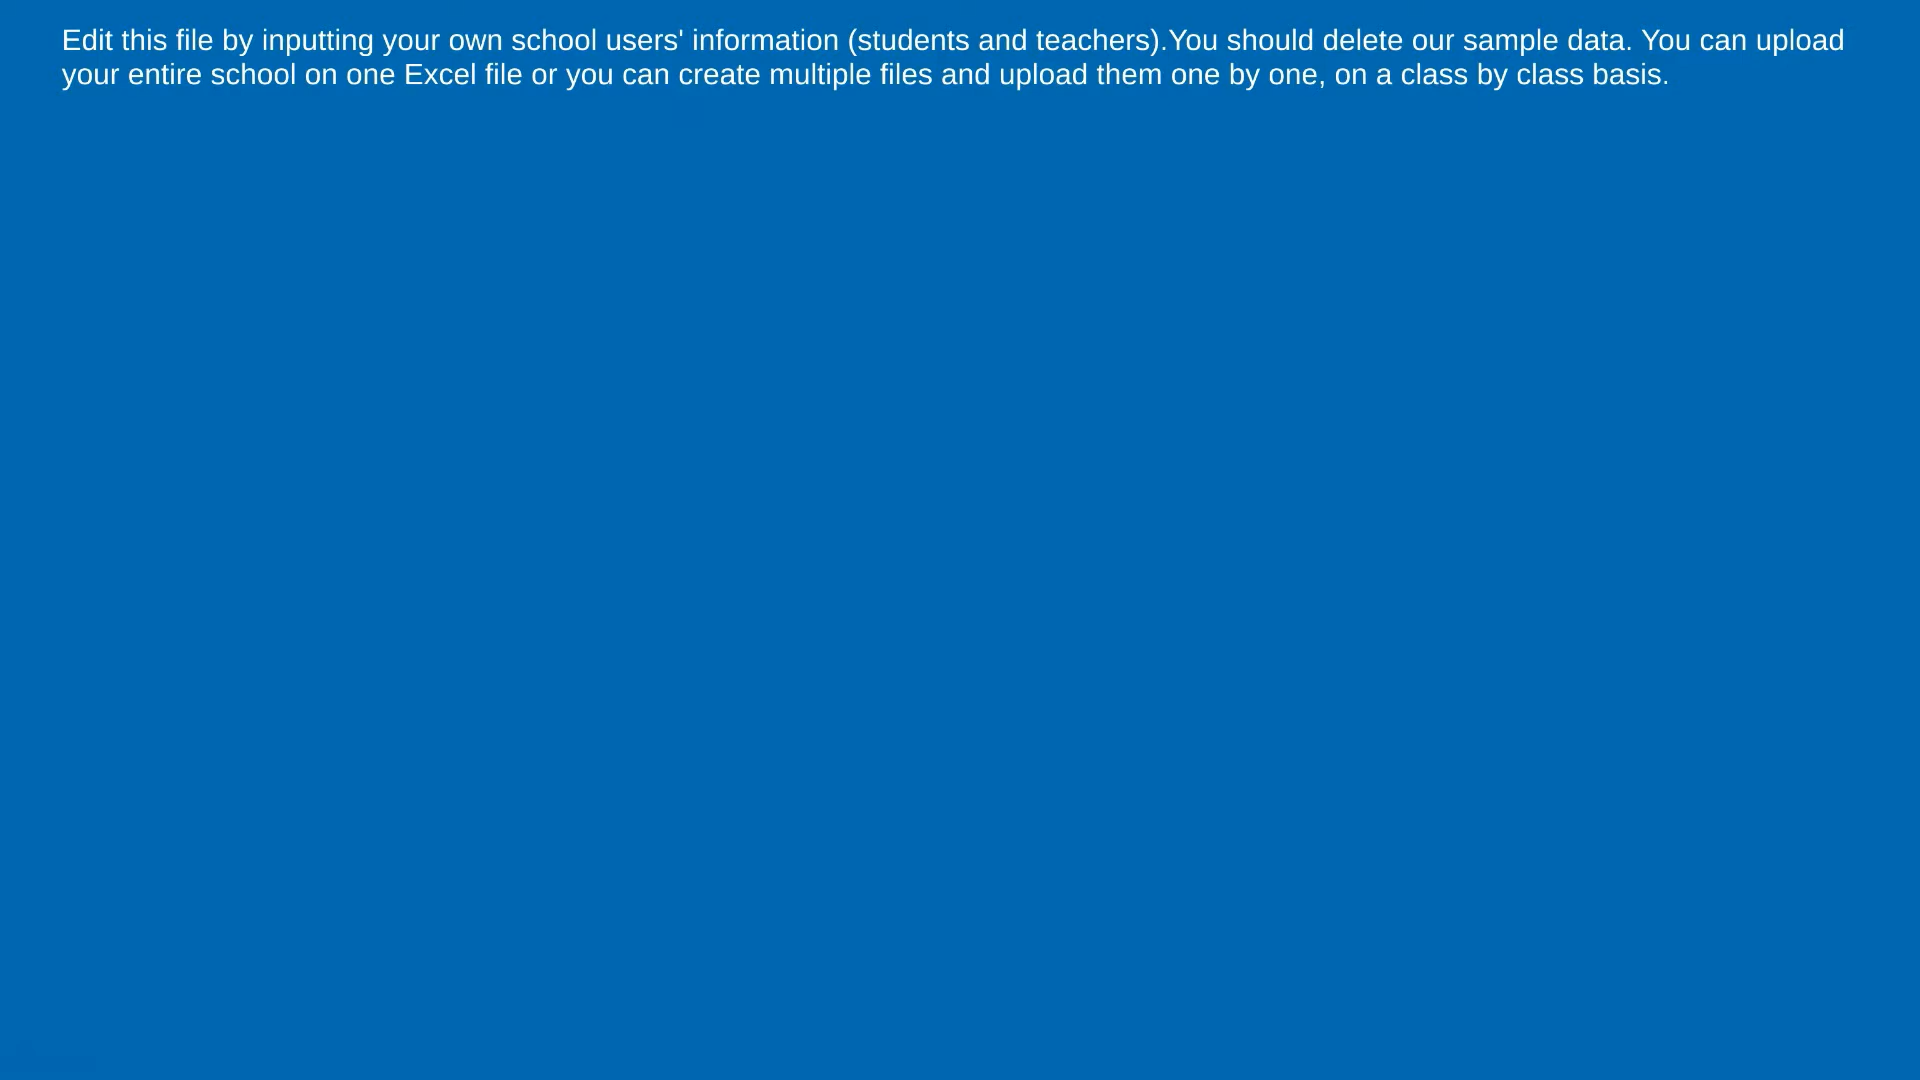 Edit this file by inputting your own school users' information (students and teachers).You should delete our sample data. You can upload
your entire school on one Excel file or you can create multiple files and upload them one by one, on a class by class basis.